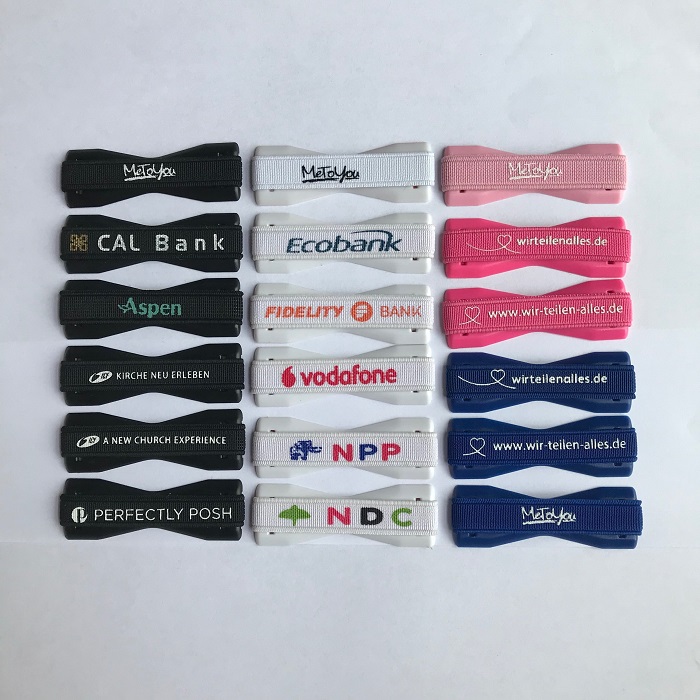 MeToYou
MeToYou
MeToYou
CAL Bank
Ecobank
wirteilenalles.de
Aspen
FIDELITY BANK
www.wir-teilen-alles.de
KIRCHE NEU ERLEBEN
vodafone
wirteilenalles.de
A NEW CHURCH EXPERIENCE
NPP
www.wir-teilen-alles.de
PERFECTLY POSH
NDC
MeToYou